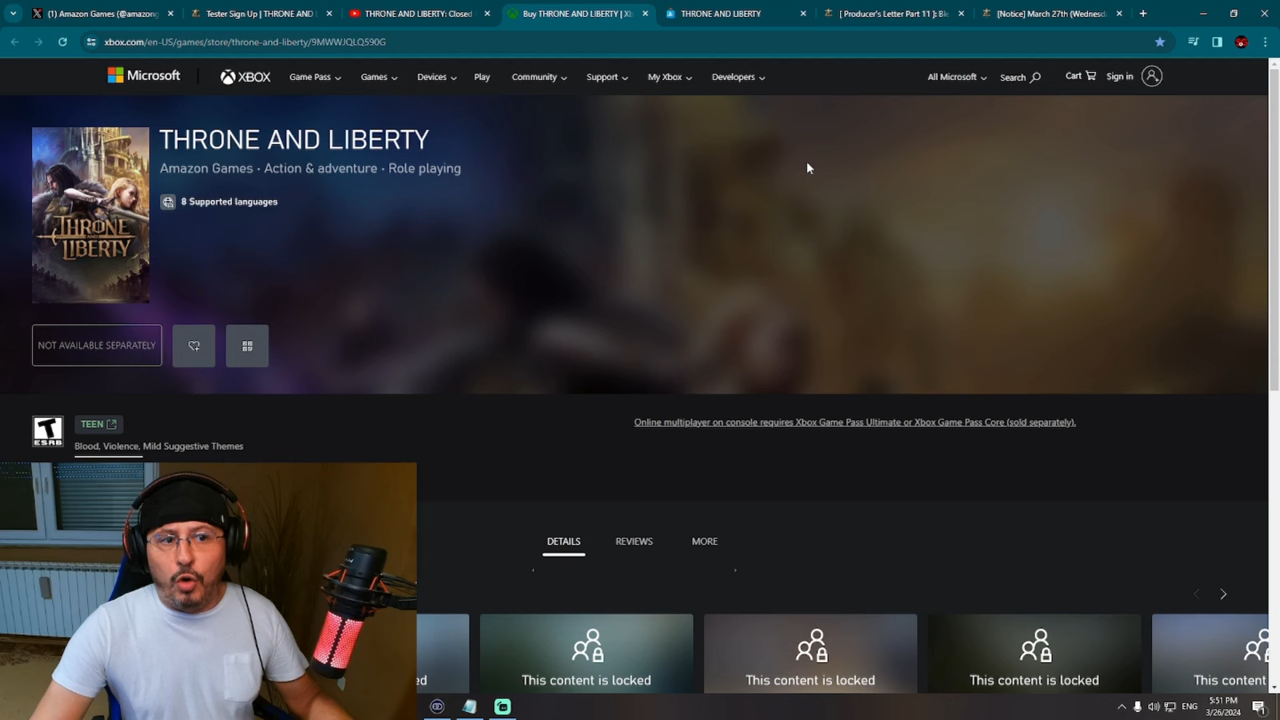 (1) Amazon Games (@amazong
Tester Sign Up | THRONE AND L
THRONE AND LIBERTY: Closed
Buy THRONE AND LIBERTY | Xb
THRONE AND LIBERTY
[ Producer's Letter Part 11 ]: Ble
[Notice] March 27th (Wednesda
xbox.com/en-US/games/store/throne-and-liberty/9MWWJQLQ590G
Microsoft
XBOX
Game Pass
Games
Devices
Play
Community
Support
My Xbox
Developers
All Microsoft
Search
Cart
Sign in
THRONE AND LIBERTY
Amazon Games • Action & adventure • Role playing
8 Supported languages
THRONE
AND
LIBERTY
NOT AVAILABLE SEPARATELY
T
ESRB
TEEN
Blood, Violence, Mild Suggestive Themes
Online multiplayer on console requires Xbox Game Pass Ultimate or Xbox Game Pass Core (sold separately).
DETAILS
REVIEWS
MORE
ed
This content is locked
This content is locked
This content is locked
This content
ENG
5:51 PM
3/26/2024